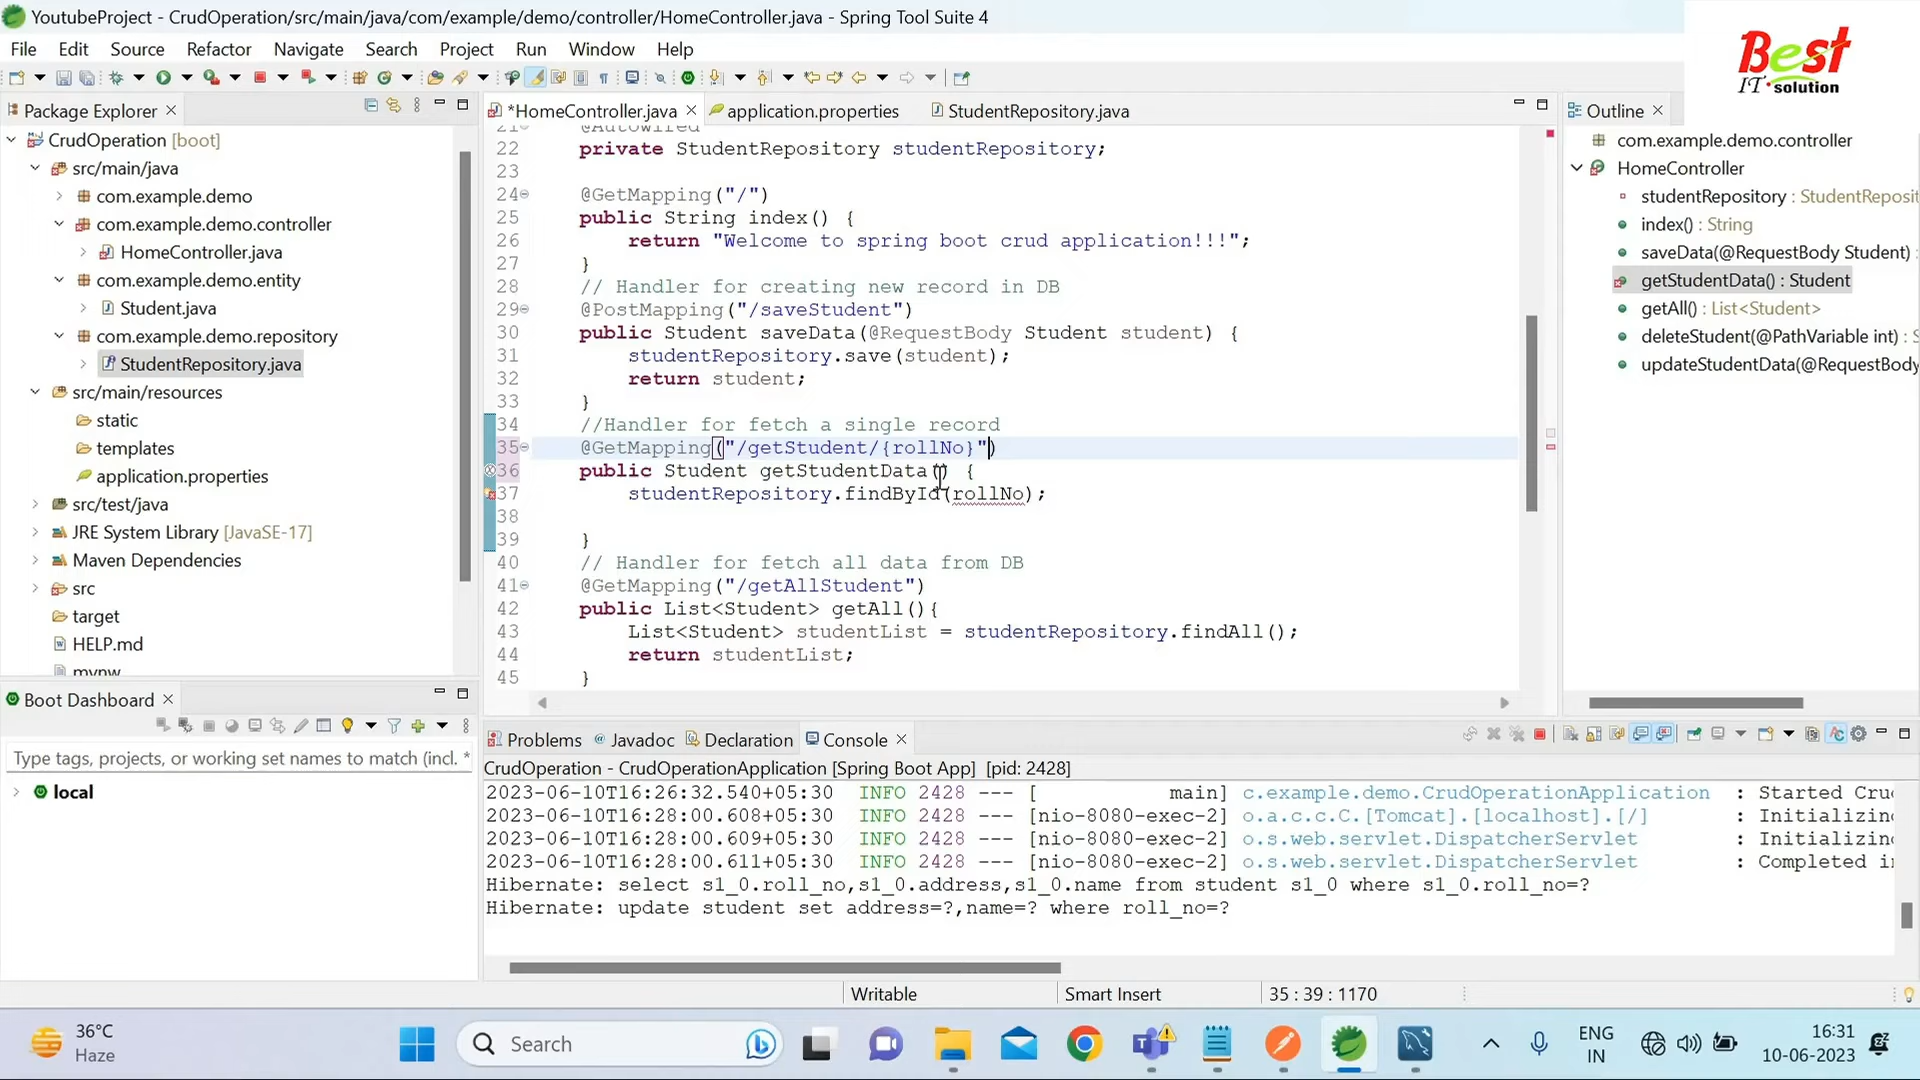 YoutubeProject - CrudOperation/src/main/java/com/example/demo/controller/HomeController.java - Spring Tool Suite 4
Best
IT solution
File Edit Source Refactor Navigate Search Project Run Window Help
Package Explorer
*HomeController.java
application.properties
StudentRepository.java
Outline
CrudOperation [boot]
src/main/java
com.example.demo
com.example.demo.controller
HomeController.java
com.example.demo.entity
Student.java
com.example.demo.repository
StudentRepository.java
src/main/resources
static
templates
application.properties
src/test/java
JRE System Library [JavaSE-17]
Maven Dependencies
src
target
HELP.md
mvnw
21 @Autowired
22 private StudentRepository studentRepository;
23
24 @GetMapping("/")
25 public String index() {
26 return "Welcome to spring boot crud application!!!";
27 }
28 // Handler for creating new record in DB
29 @PostMapping("/saveStudent")
30 public Student saveData(@RequestBody Student student) {
31 studentRepository.save(student);
32 return student;
33 }
34 //Handler for fetch a single record
35 @GetMapping("/getStudent/{rollNo}")
36 public Student getStudentData() {
37 studentRepository.findById(rollNo);
38
39 }
40 // Handler for fetch all data from DB
41 @GetMapping("/getAllStudent")
42 public List<Student> getAll(){
43 List<Student> studentList = studentRepository.findAll();
44 return studentList;
45 }
com.example.demo.controller
HomeController
studentRepository : StudentReposit
index() : String
saveData(@RequestBody Student) :
getStudentData() : Student
getAll() : List<Student>
deleteStudent(@PathVariable int) : S
updateStudentData(@RequestBody
Boot Dashboard
Type tags, projects, or working set names to match (incl. *
local
Problems
Javadoc
Declaration
Console
CrudOperation - CrudOperationApplication [Spring Boot App] [pid: 2428]
2023-06-10T16:26:32.540+05:30 INFO 2428 --- [ main] c.example.demo.CrudOperationApplication : Started Cru
2023-06-10T16:28:00.608+05:30 INFO 2428 --- [nio-8080-exec-2] o.a.c.c.C.[Tomcat].[localhost].[/] : Initializin
2023-06-10T16:28:00.609+05:30 INFO 2428 --- [nio-8080-exec-2] o.s.web.servlet.DispatcherServlet : Initializin
2023-06-10T16:28:00.611+05:30 INFO 2428 --- [nio-8080-exec-2] o.s.web.servlet.DispatcherServlet : Completed i
Hibernate: select s1_0.roll_no,s1_0.address,s1_0.name from student s1_0 where s1_0.roll_no=?
Hibernate: update student set address=?,name=? where roll_no=?
Writable
Smart Insert
35 : 39 : 1170
36°C
Haze
Search
ENG
IN
16:31
10-06-2023